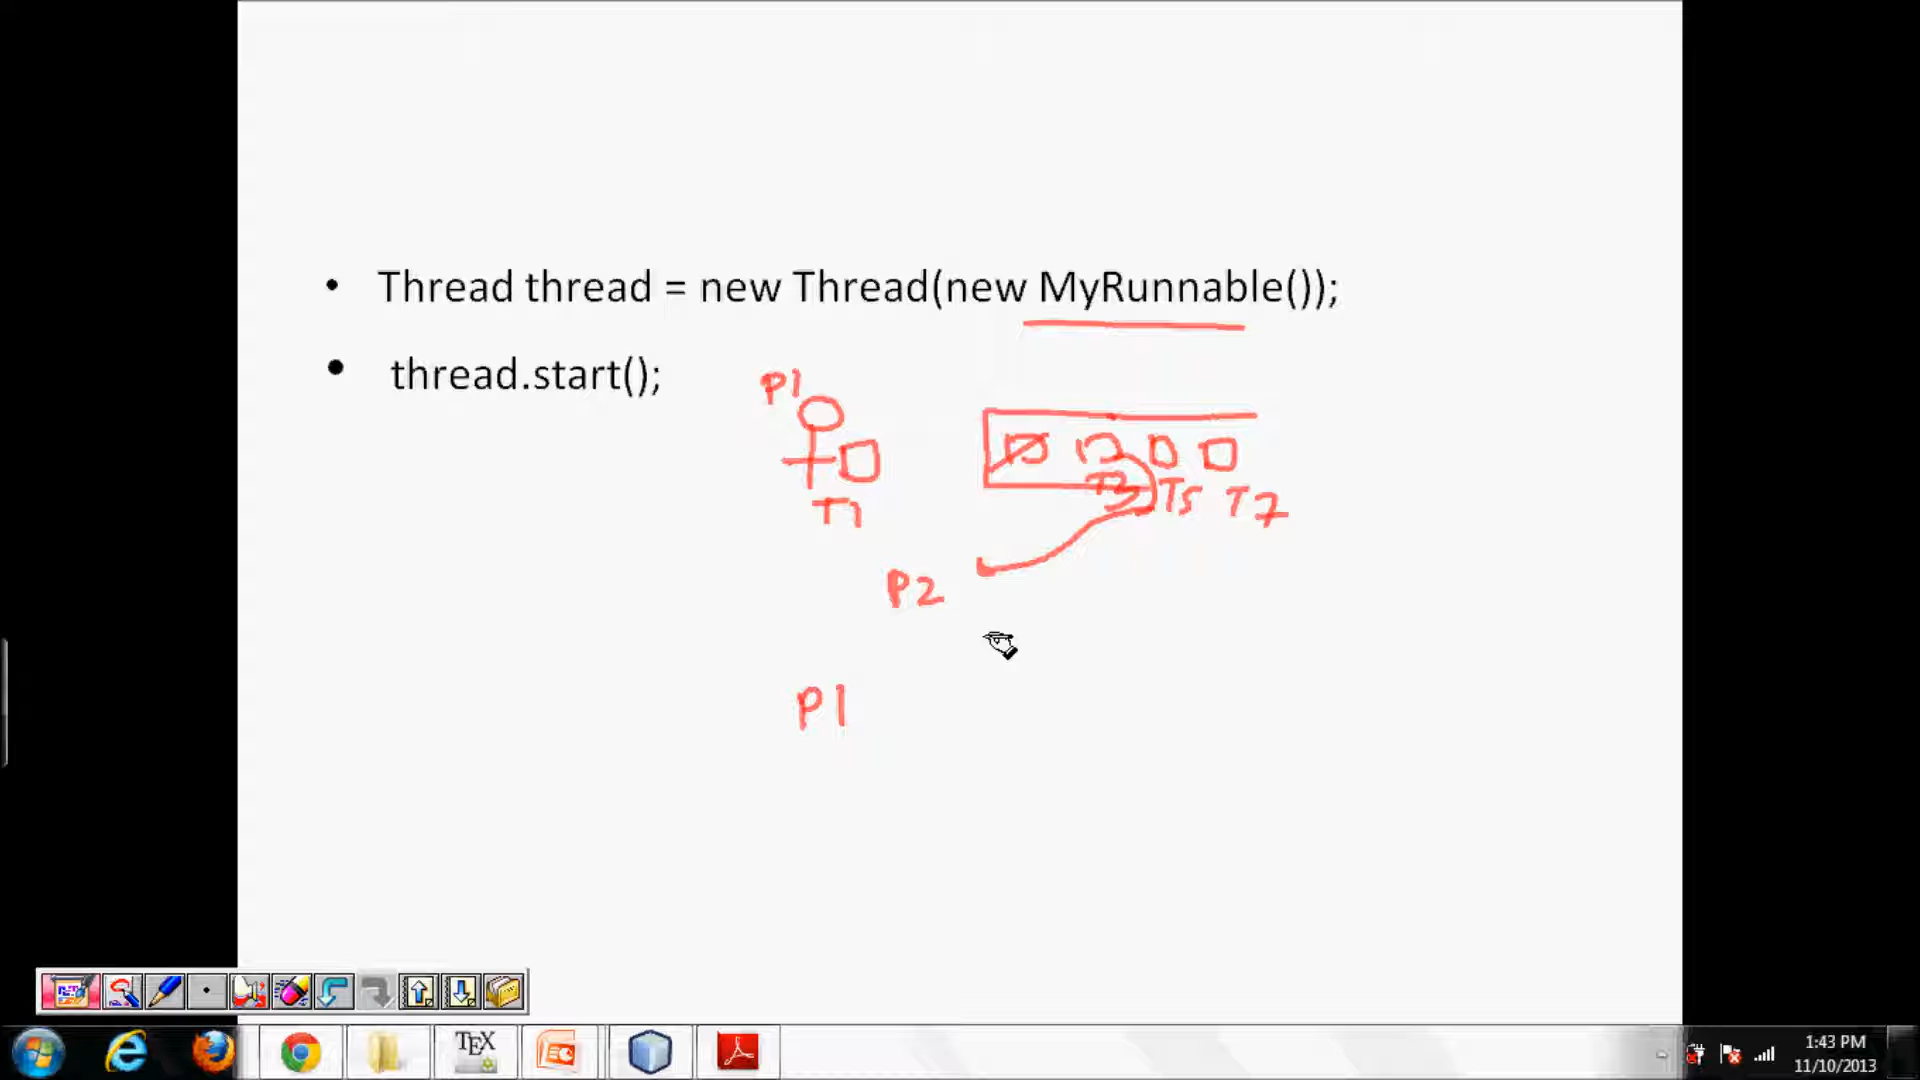 • Thread thread = new Thread(new MyRunnable());
• thread.start();
P1
T1
T3 T5 T7
P2
P1
TEX
1:43 PM
11/10/2013